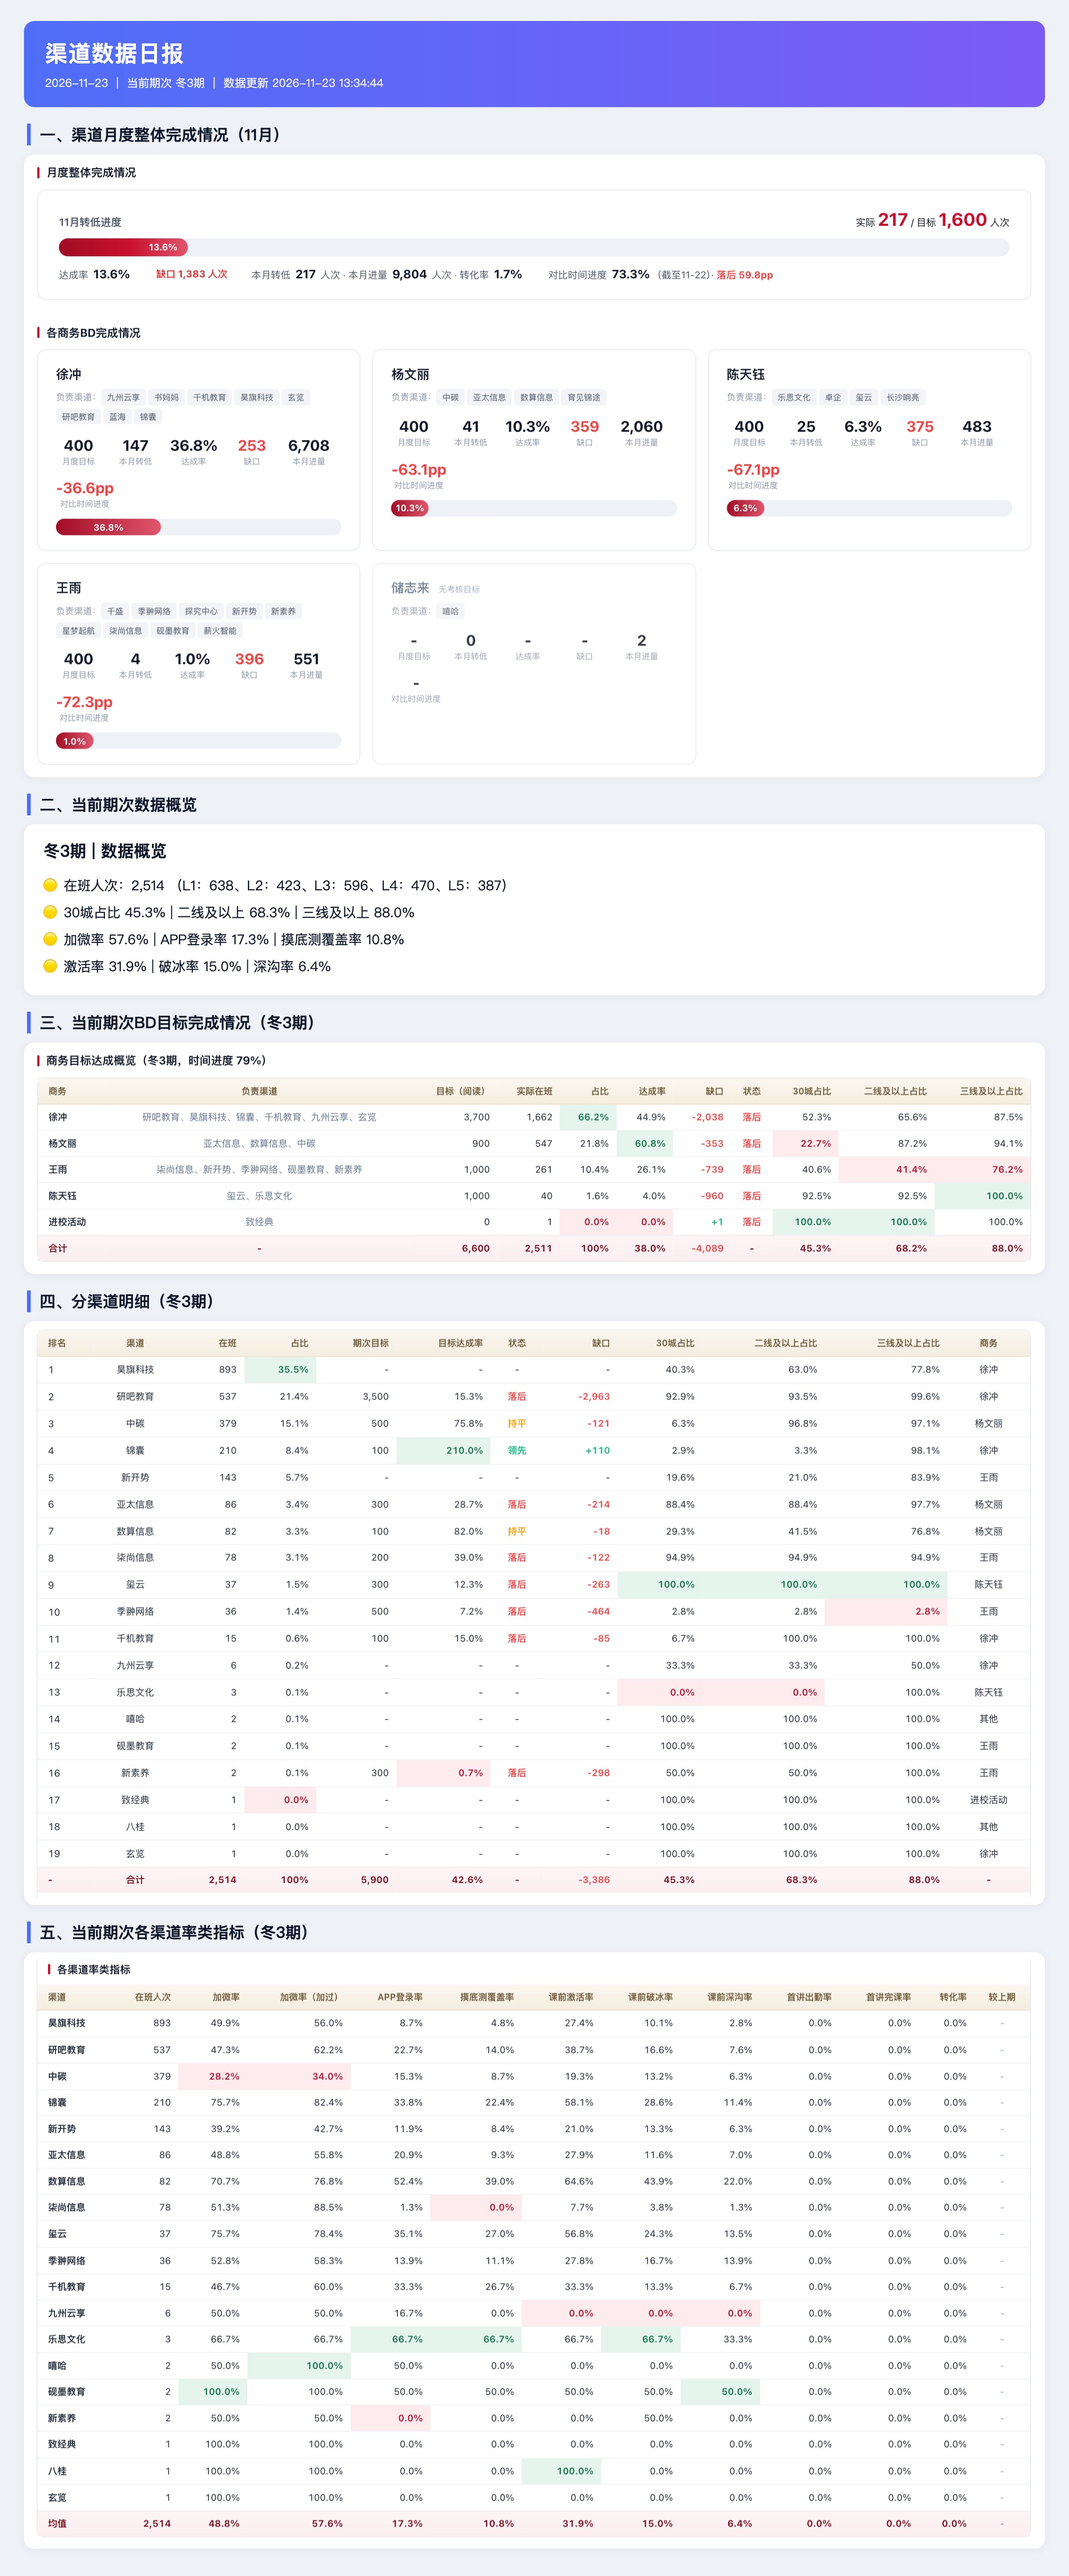 渠道数据日报
2026-11-23 | 当前期次 冬3期 | 数据更新 2026-11-23 13:34:44
一、渠道月度整体完成情况（11月）
月度整体完成情况
11月转低进度 实际 217 / 目标 1,600 人次
13.6%
达成率 13.6% 缺口 1,383 人次 本月转低 217 人次 · 本月进量 9,804 人次 · 转化率 1.7% 对比时间进度 73.3% （截至11-22）· 落后 59.8pp
各商务BD完成情况
徐冲
负责渠道： 九州云享 书妈妈 千机教育 昊旗科技 玄览
研吧教育 蓝海 锦囊
400 147 36.8% 253 6,708
月度目标 本月转低 达成率 缺口 本月进量
-36.6pp
对比时间进度
36.8%
杨文丽
负责渠道： 中碳 亚太信息 数算信息 育见锦途
400 41 10.3% 359 2,060
月度目标 本月转低 达成率 缺口 本月进量
-63.1pp
对比时间进度
10.3%
陈天钰
负责渠道： 乐思文化 卓企 玺云 长沙响亮
400 25 6.3% 375 483
月度目标 本月转低 达成率 缺口 本月进量
-67.1pp
对比时间进度
6.3%
王雨
负责渠道： 千盛 季翀网络 探究中心 新开势 新素养
星梦起航 柒尚信息 砚墨教育 薪火智能
400 4 1.0% 396 551
月度目标 本月转低 达成率 缺口 本月进量
-72.3pp
对比时间进度
1.0%
储志来 无考核目标
负责渠道： 嘻哈
- 0 - - 2
月度目标 本月转低 达成率 缺口 本月进量
-
对比时间进度
二、当前期次数据概览
冬3期 | 数据概览
在班人次：2,514 （L1：638、L2：423、L3：596、L4：470、L5：387）
30城占比 45.3% | 二线及以上 68.3% | 三线及以上 88.0%
加微率 57.6% | APP登录率 17.3% | 摸底测覆盖率 10.8%
激活率 31.9% | 破冰率 15.0% | 深沟率 6.4%
三、当前期次BD目标完成情况（冬3期）
商务目标达成概览（冬3期，时间进度 79%）
商务 负责渠道 目标（阅读） 实际在班 占比 达成率 缺口 状态 30城占比 二线及以上占比 三线及以上占比
徐冲 研吧教育、昊旗科技、锦囊、千机教育、九州云享、玄览 3,700 1,662 66.2% 44.9% -2,038 落后 52.3% 65.6% 87.5%
杨文丽 亚太信息、数算信息、中碳 900 547 21.8% 60.8% -353 落后 22.7% 87.2% 94.1%
王雨 柒尚信息、新开势、季翀网络、砚墨教育、新素养 1,000 261 10.4% 26.1% -739 落后 40.6% 41.4% 76.2%
陈天钰 玺云、乐思文化 1,000 40 1.6% 4.0% -960 落后 92.5% 92.5% 100.0%
进校活动 致经典 0 1 0.0% 0.0% +1 落后 100.0% 100.0% 100.0%
合计 - 6,600 2,511 100% 38.0% -4,089 - 45.3% 68.2% 88.0%
四、分渠道明细（冬3期）
排名 渠道 在班 占比 期次目标 目标达成率 状态 缺口 30城占比 二线及以上占比 三线及以上占比 商务
1 昊旗科技 893 35.5% - - - - 40.3% 63.0% 77.8% 徐冲
2 研吧教育 537 21.4% 3,500 15.3% 落后 -2,963 92.9% 93.5% 99.6% 徐冲
3 中碳 379 15.1% 500 75.8% 持平 -121 6.3% 96.8% 97.1% 杨文丽
4 锦囊 210 8.4% 100 210.0% 领先 +110 2.9% 3.3% 98.1% 徐冲
5 新开势 143 5.7% - - - - 19.6% 21.0% 83.9% 王雨
6 亚太信息 86 3.4% 300 28.7% 落后 -214 88.4% 88.4% 97.7% 杨文丽
7 数算信息 82 3.3% 100 82.0% 持平 -18 29.3% 41.5% 76.8% 杨文丽
8 柒尚信息 78 3.1% 200 39.0% 落后 -122 94.9% 94.9% 94.9% 王雨
9 玺云 37 1.5% 300 12.3% 落后 -263 100.0% 100.0% 100.0% 陈天钰
10 季翀网络 36 1.4% 500 7.2% 落后 -464 2.8% 2.8% 2.8% 王雨
11 千机教育 15 0.6% 100 15.0% 落后 -85 6.7% 100.0% 100.0% 徐冲
12 九州云享 6 0.2% - - - - 33.3% 33.3% 50.0% 徐冲
13 乐思文化 3 0.1% - - - - 0.0% 0.0% 100.0% 陈天钰
14 嘻哈 2 0.1% - - - - 100.0% 100.0% 100.0% 其他
15 砚墨教育 2 0.1% - - - - 100.0% 100.0% 100.0% 王雨
16 新素养 2 0.1% 300 0.7% 落后 -298 50.0% 50.0% 100.0% 王雨
17 致经典 1 0.0% - - - - 100.0% 100.0% 100.0% 进校活动
18 八桂 1 0.0% - - - - 100.0% 100.0% 100.0% 其他
19 玄览 1 0.0% - - - - 100.0% 100.0% 100.0% 徐冲
- 合计 2,514 100% 5,900 42.6% - -3,386 45.3% 68.3% 88.0% -
五、当前期次各渠道率类指标（冬3期）
各渠道率类指标
渠道 在班人次 加微率 加微率（加过） APP登录率 摸底测覆盖率 课前激活率 课前破冰率 课前深沟率 首讲出勤率 首讲完课率 转化率 较上期
昊旗科技 893 49.9% 56.0% 8.7% 4.8% 27.4% 10.1% 2.8% 0.0% 0.0% 0.0% -
研吧教育 537 47.3% 62.2% 22.7% 14.0% 38.7% 16.6% 7.6% 0.0% 0.0% 0.0% -
中碳 379 28.2% 34.0% 15.3% 8.7% 19.3% 13.2% 6.3% 0.0% 0.0% 0.0% -
锦囊 210 75.7% 82.4% 33.8% 22.4% 58.1% 28.6% 11.4% 0.0% 0.0% 0.0% -
新开势 143 39.2% 42.7% 11.9% 8.4% 21.0% 13.3% 6.3% 0.0% 0.0% 0.0% -
亚太信息 86 48.8% 55.8% 20.9% 9.3% 27.9% 11.6% 7.0% 0.0% 0.0% 0.0% -
数算信息 82 70.7% 76.8% 52.4% 39.0% 64.6% 43.9% 22.0% 0.0% 0.0% 0.0% -
柒尚信息 78 51.3% 88.5% 1.3% 0.0% 7.7% 3.8% 1.3% 0.0% 0.0% 0.0% -
玺云 37 75.7% 78.4% 35.1% 27.0% 56.8% 24.3% 13.5% 0.0% 0.0% 0.0% -
季翀网络 36 52.8% 58.3% 13.9% 11.1% 27.8% 16.7% 13.9% 0.0% 0.0% 0.0% -
千机教育 15 46.7% 60.0% 33.3% 26.7% 33.3% 13.3% 6.7% 0.0% 0.0% 0.0% -
九州云享 6 50.0% 50.0% 16.7% 0.0% 0.0% 0.0% 0.0% 0.0% 0.0% 0.0% -
乐思文化 3 66.7% 66.7% 66.7% 66.7% 66.7% 66.7% 33.3% 0.0% 0.0% 0.0% -
嘻哈 2 50.0% 100.0% 50.0% 0.0% 0.0% 0.0% 0.0% 0.0% 0.0% 0.0% -
砚墨教育 2 100.0% 100.0% 50.0% 50.0% 50.0% 50.0% 50.0% 0.0% 0.0% 0.0% -
新素养 2 50.0% 50.0% 0.0% 0.0% 0.0% 50.0% 0.0% 0.0% 0.0% 0.0% -
致经典 1 100.0% 100.0% 0.0% 0.0% 0.0% 0.0% 0.0% 0.0% 0.0% 0.0% -
八桂 1 100.0% 100.0% 0.0% 0.0% 100.0% 0.0% 0.0% 0.0% 0.0% 0.0% -
玄览 1 100.0% 100.0% 0.0% 0.0% 0.0% 0.0% 0.0% 0.0% 0.0% 0.0% -
均值 2,514 48.8% 57.6% 17.3% 10.8% 31.9% 15.0% 6.4% 0.0% 0.0% 0.0% -